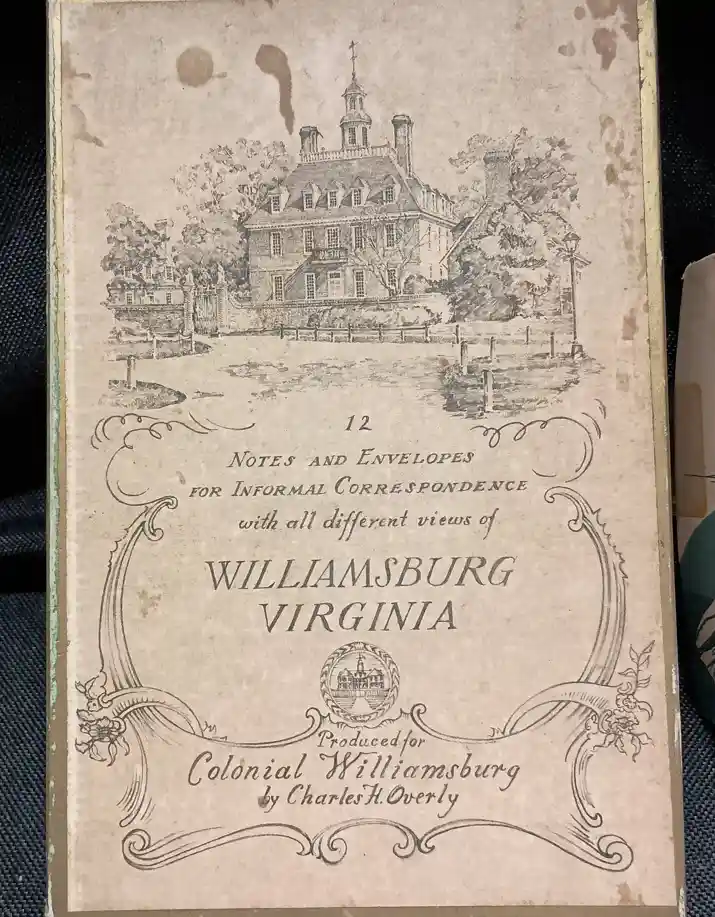 12
NOTES AND ENVELOPES
FOR INFORMAL CORRESPONDENCE
with all different views of
WILLIAMSBURG
VIRGINIA
Produced for
Colonial Williamsburg
by Charles H. Overly